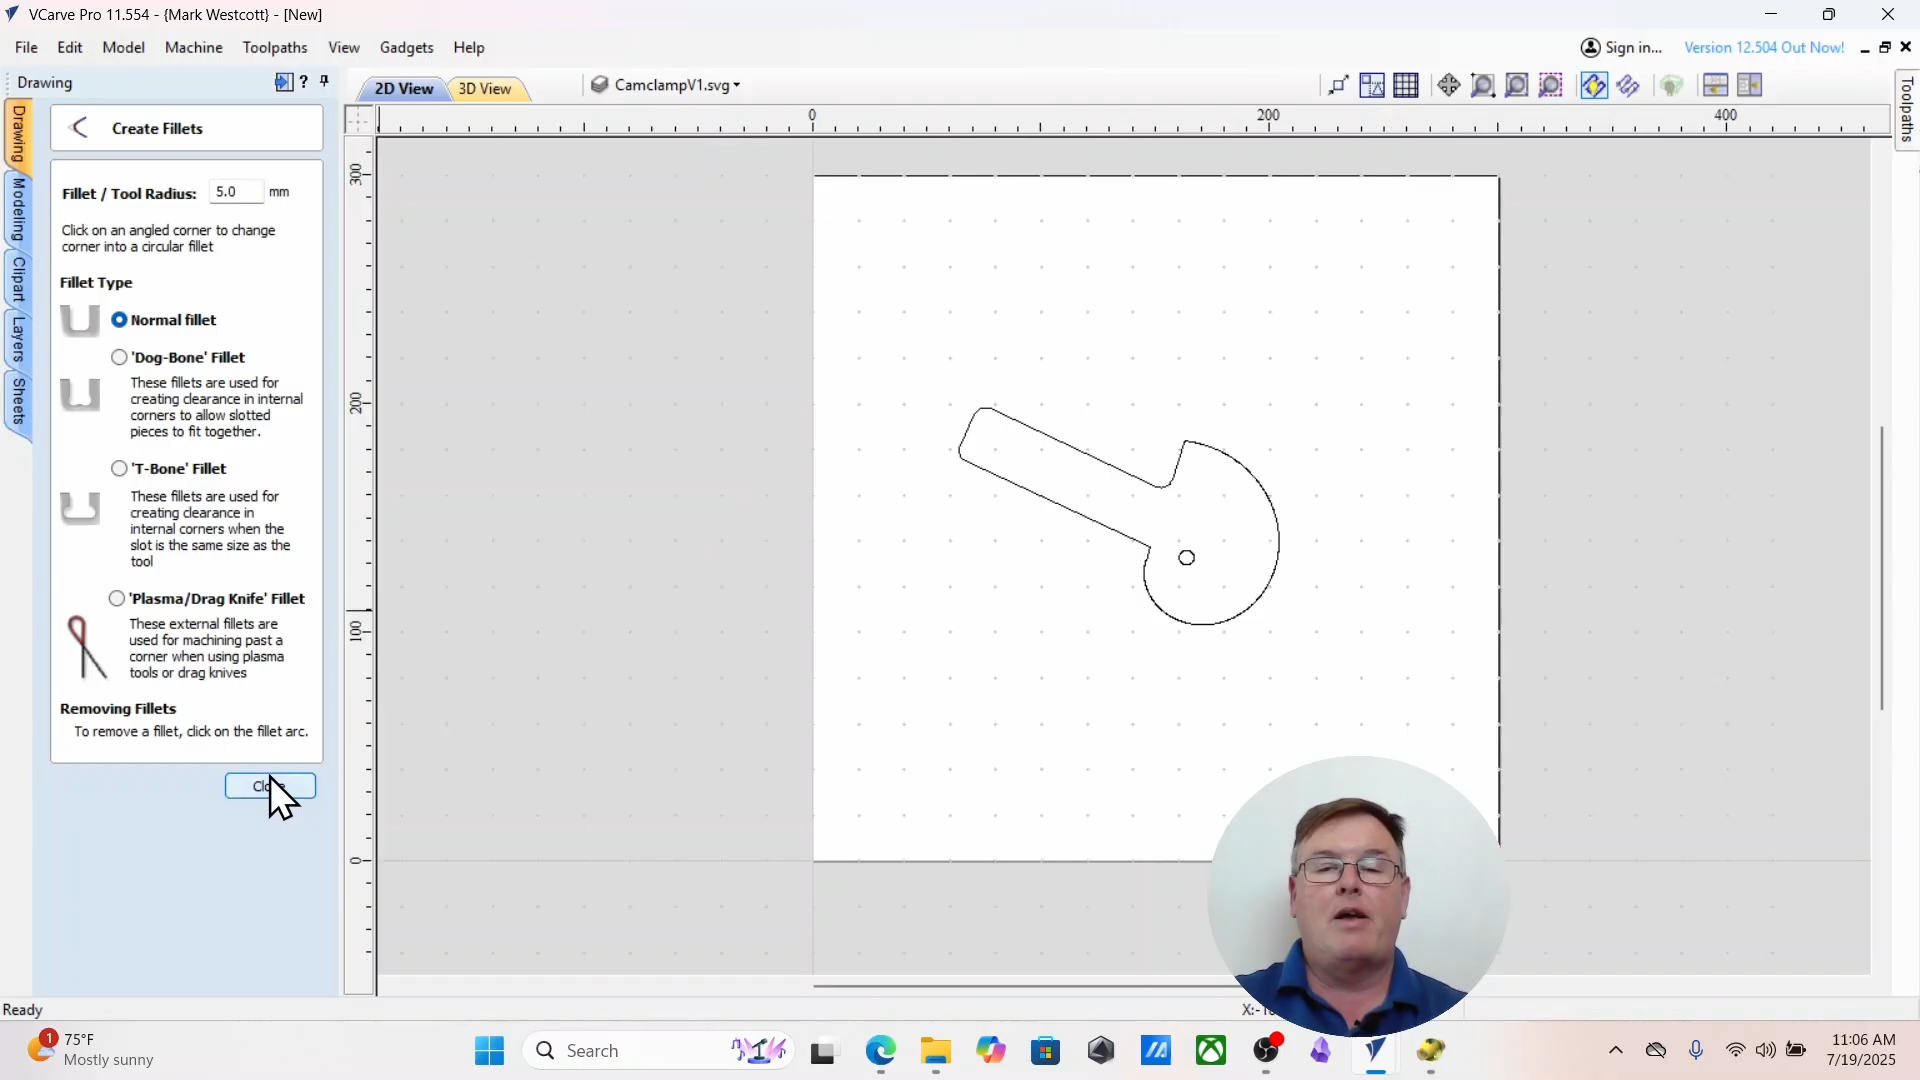 VCarve Pro 11.554 - {Mark Westcott} - [New]
File Edit Model Machine Toolpaths View Gadgets Help
Sign in... Version 12.504 Out Now!
Drawing
?
2D View 3D View
CamclampV1.svg
Toolpaths
Drawing
Modeling
Clipart
Layers
Sheets
0 200 400
300
200
100
0
Create Fillets
Fillet / Tool Radius: 5.0 mm
Click on an angled corner to change
corner into a circular fillet
Fillet Type
Normal fillet
'Dog-Bone' Fillet
These fillets are used for
creating clearance in internal
corners to allow slotted
pieces to fit together.
'T-Bone' Fillet
These fillets are used for
creating clearance in
internal corners when the
slot is the same size as the
tool
'Plasma/Drag Knife' Fillet
These external fillets are
used for machining past a
corner when using plasma
tools or drag knives
Removing Fillets
To remove a fillet, click on the fillet arc.
Ready
1
75°F
Mostly sunny
Search
11:06 AM
7/19/2025